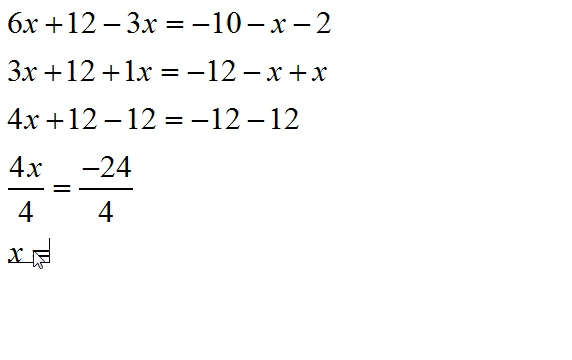 6x + 12 − 3x = −10 − x − 2
3x + 12 + 1x = −12 − x + x
4x + 12 − 12 = −12 − 12
4x/4 = −24/4
x =